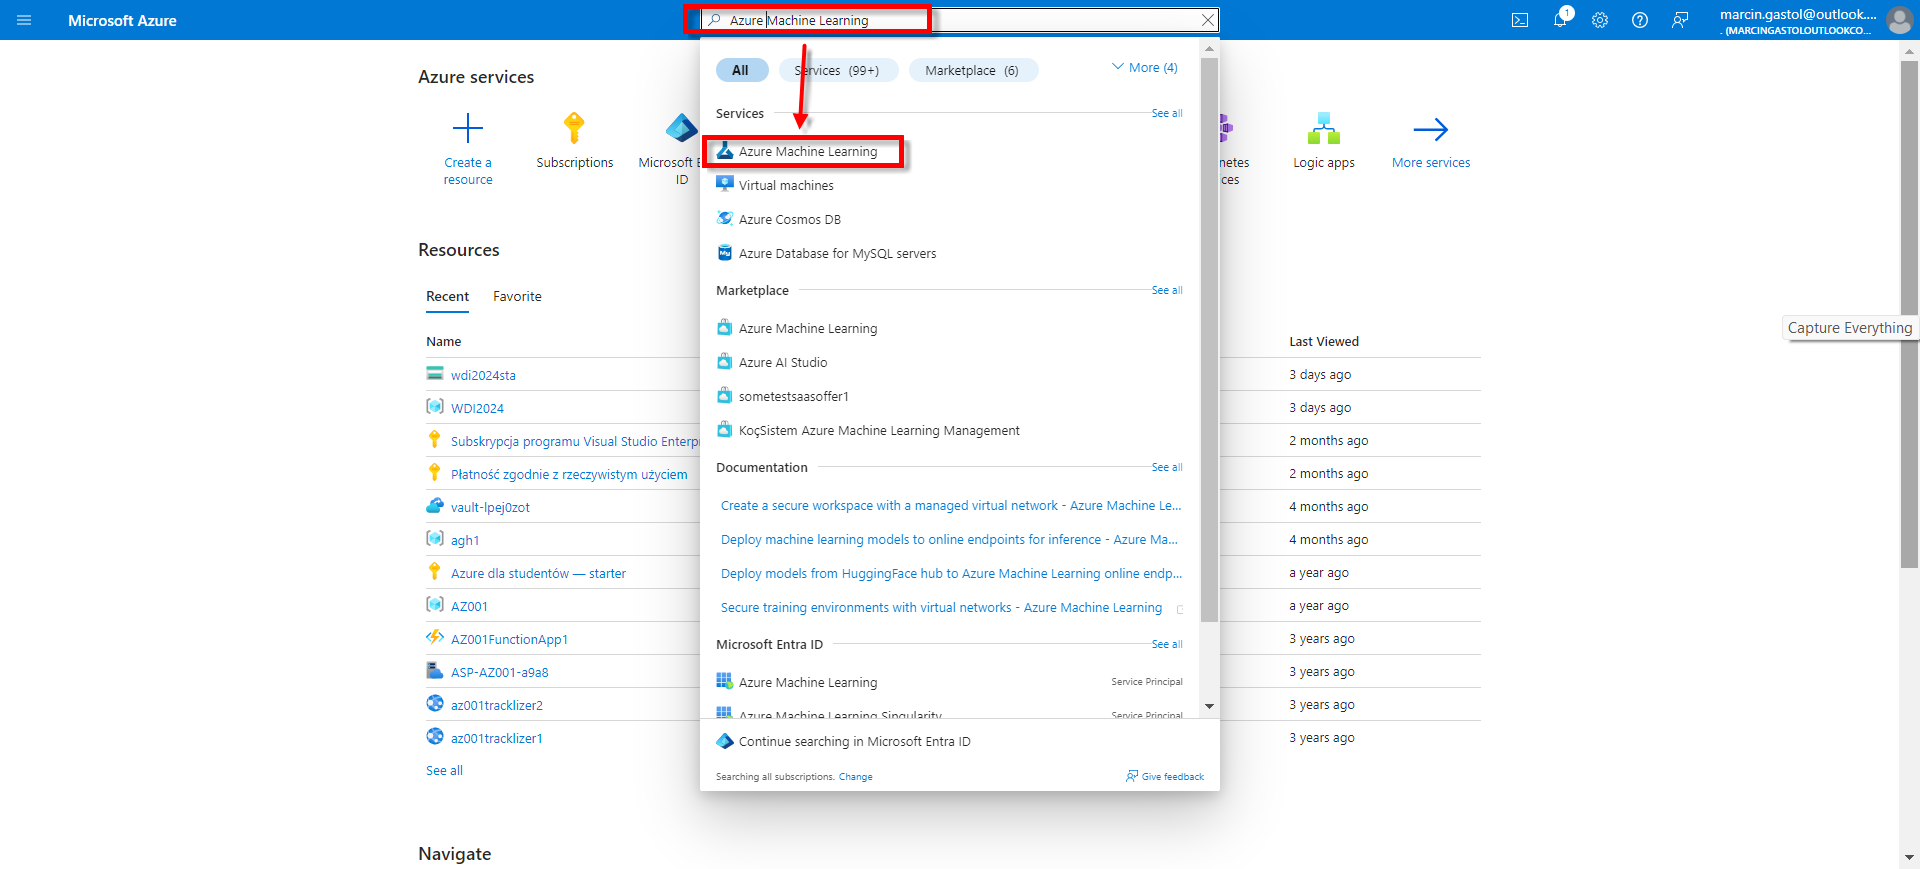 Microsoft Azure
Azure Machine Learning
1
marcin.gastol@outlook....
. (MARCINGASTOLOUTLOOKCO...
Azure services
Create a resource
Subscriptions
Microsoft E
ID
netes
ces
Logic apps
More services
All
Services (99+)
Marketplace (6)
More (4)
Services
See all
Azure Machine Learning
Virtual machines
Azure Cosmos DB
Azure Database for MySQL servers
Marketplace
See all
Azure Machine Learning
Azure AI Studio
sometestsaasoffer1
KoçSistem Azure Machine Learning Management
Documentation
See all
Create a secure workspace with a managed virtual network - Azure Machine Le...
Deploy machine learning models to online endpoints for inference - Azure Ma...
Deploy models from HuggingFace hub to Azure Machine Learning online endp...
Secure training environments with virtual networks - Azure Machine Learning
Microsoft Entra ID
See all
Azure Machine Learning
Service Principal
Azure Machine Learning Singularity
Service Principal
Continue searching in Microsoft Entra ID
Searching all subscriptions. Change
Give feedback
Resources
Recent
Favorite
Name
Last Viewed
wdi2024sta
3 days ago
WDI2024
3 days ago
Subskrypcja programu Visual Studio Enterpr
2 months ago
Płatność zgodnie z rzeczywistym użyciem
2 months ago
vault-lpej0zot
4 months ago
agh1
4 months ago
Azure dla studentów — starter
a year ago
AZ001
a year ago
AZ001FunctionApp1
3 years ago
ASP-AZ001-a9a8
3 years ago
az001tracklizer2
3 years ago
az001tracklizer1
3 years ago
See all
Capture Everything
Navigate